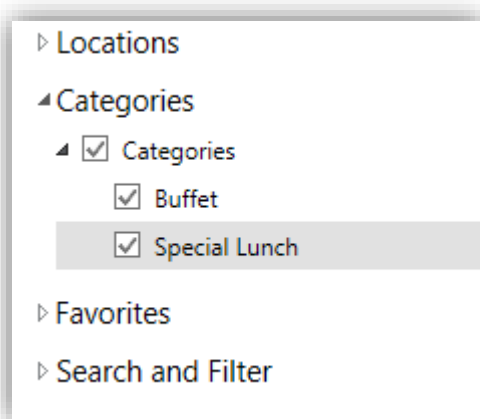 Locations
Categories
Categories
Buffet
Special Lunch
Favorites
Search and Filter